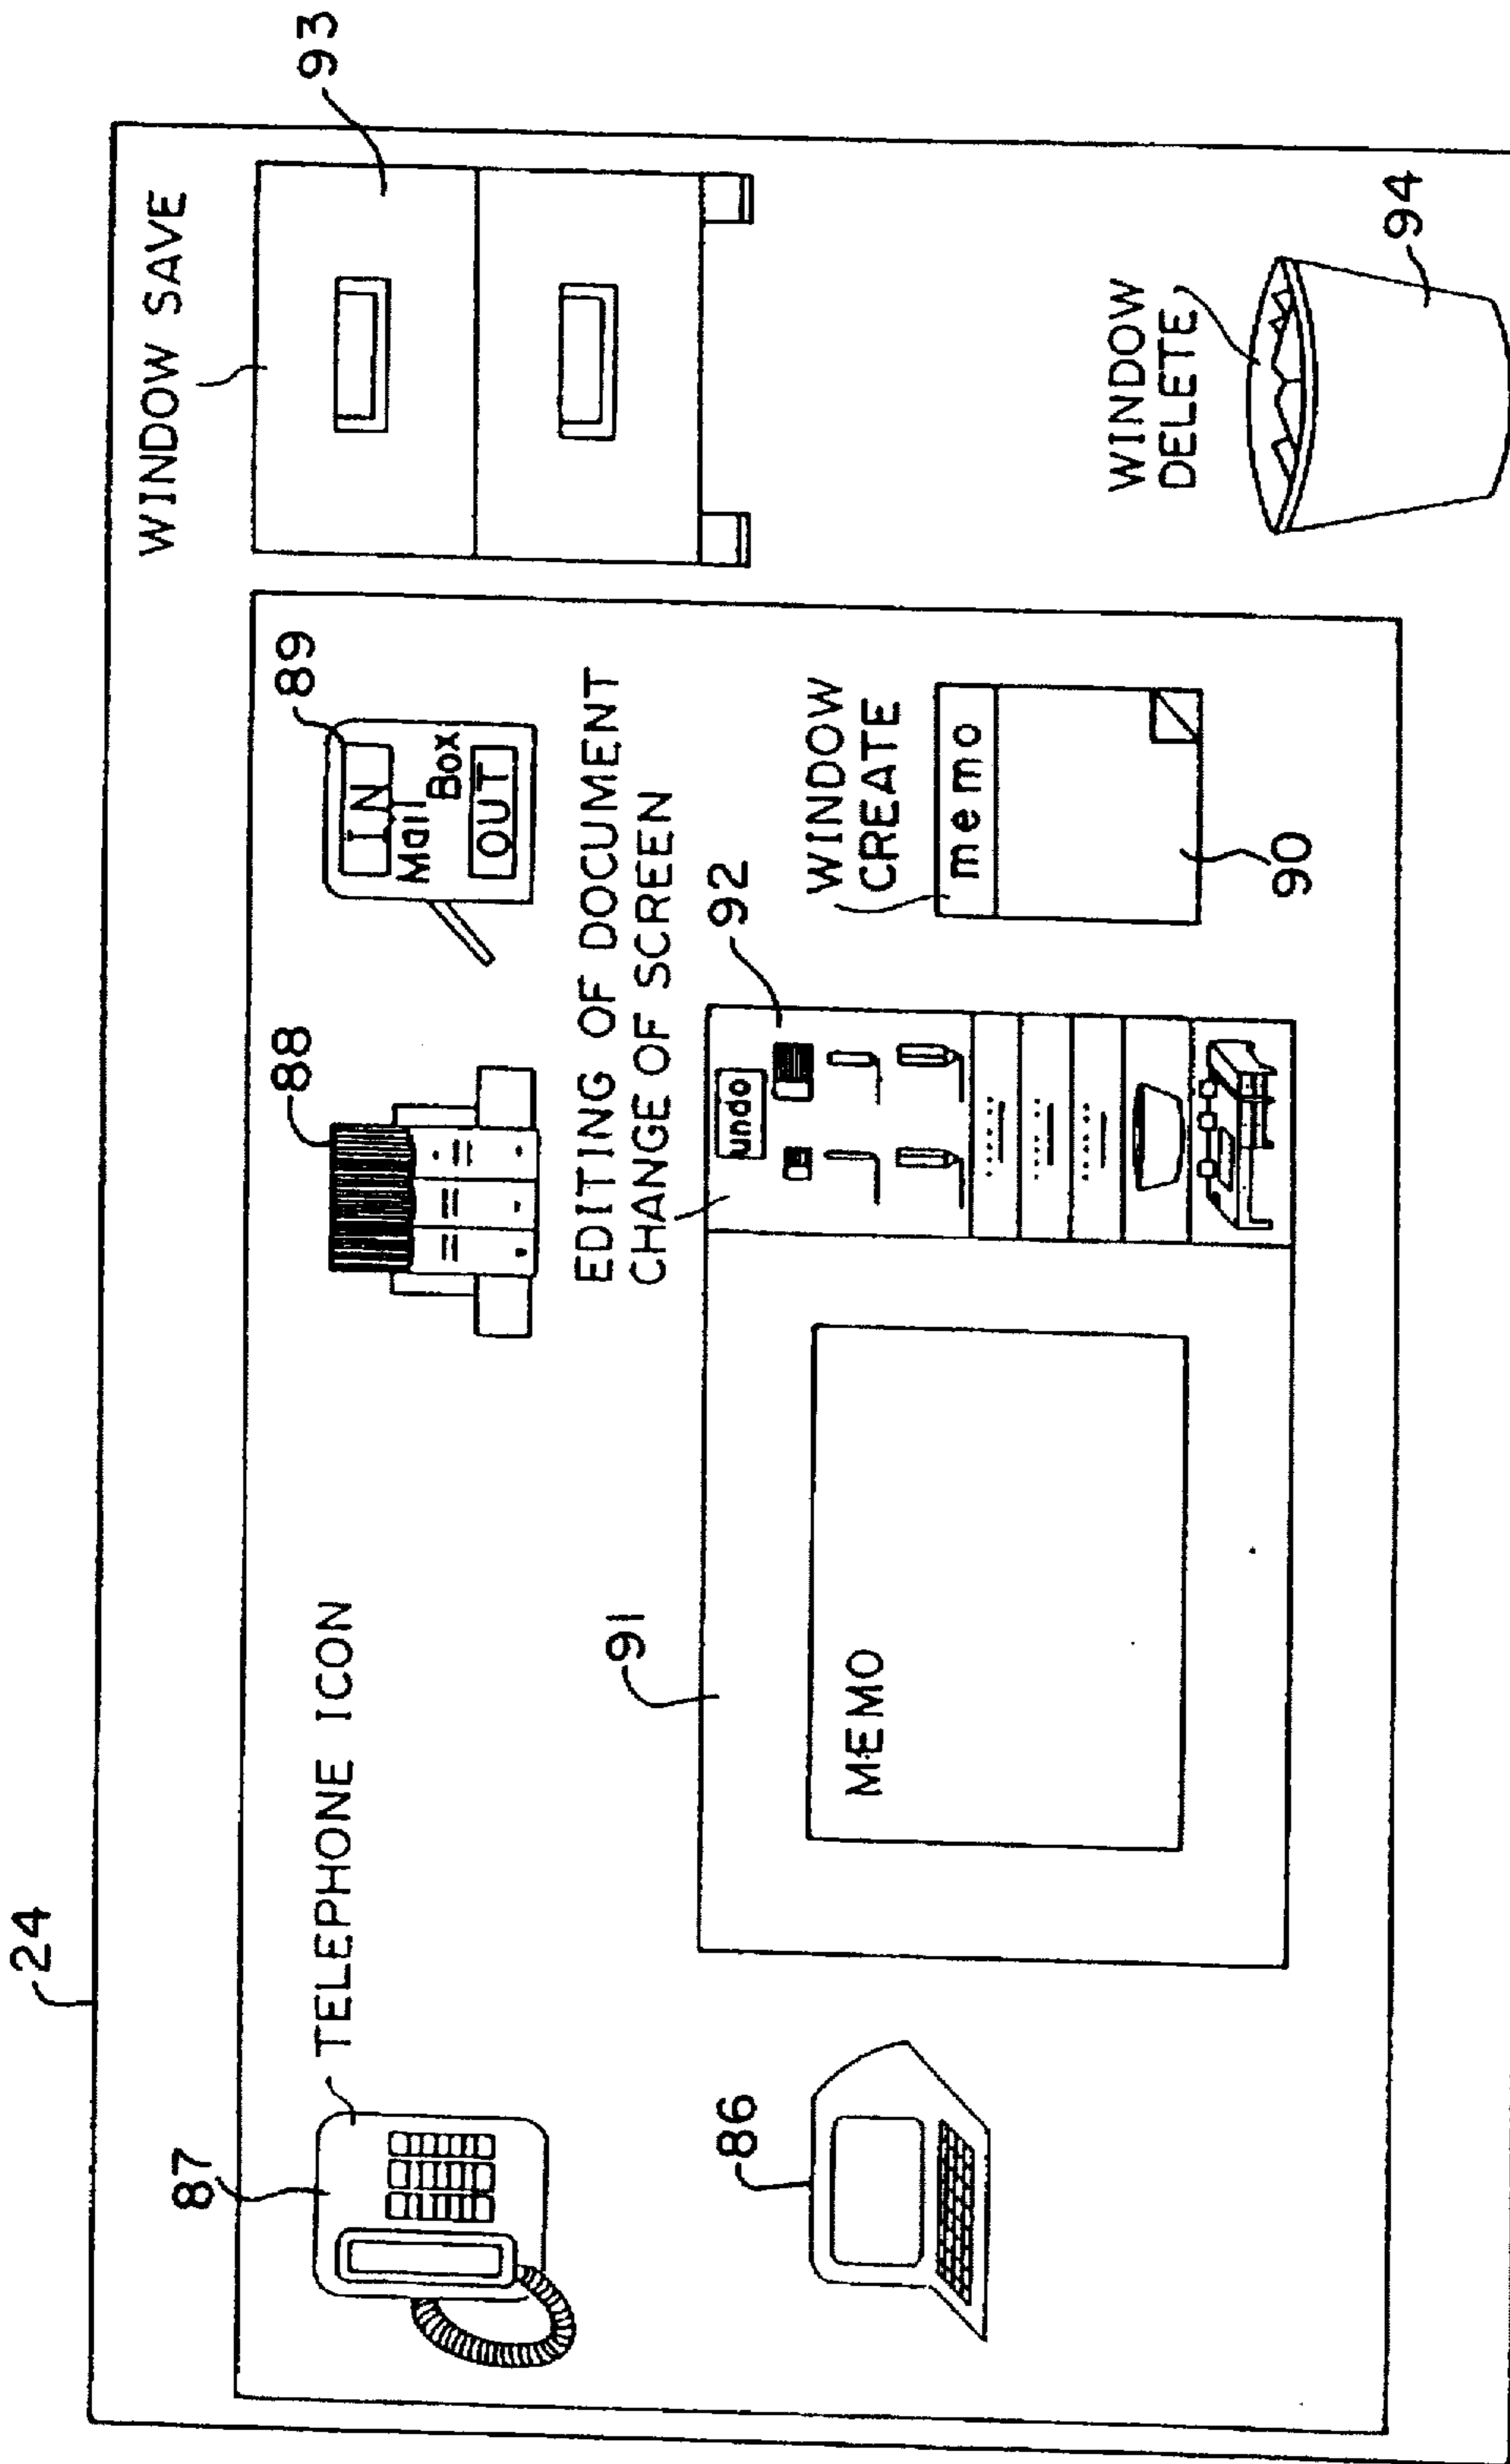 24
93
WINDOW SAVE
87
TELEPHONE ICON
88
89
IN
Mail
Box
OUT
EDITING OF DOCUMENT
CHANGE OF SCREEN
91
92
undo
86
MEMO
WINDOW
CREATE
memo
90
WINDOW
DELETE
94